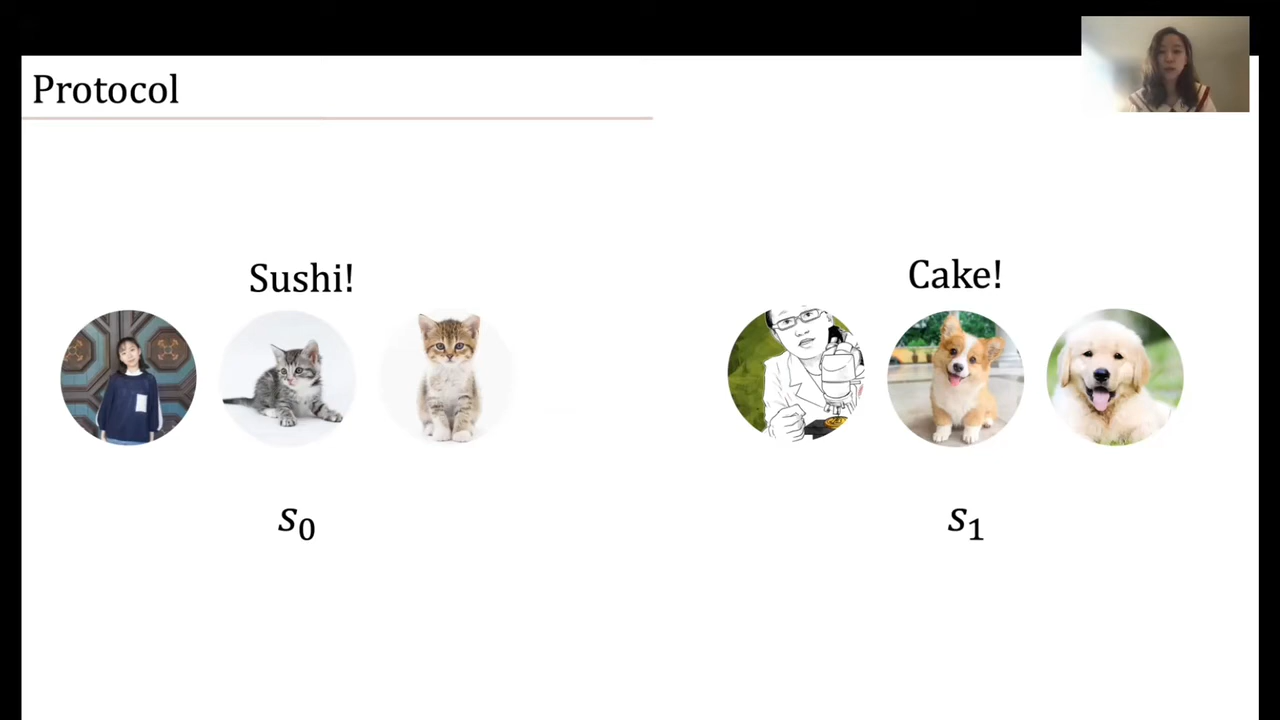 Protocol
Sushi!
Cake!
s₀
s₁